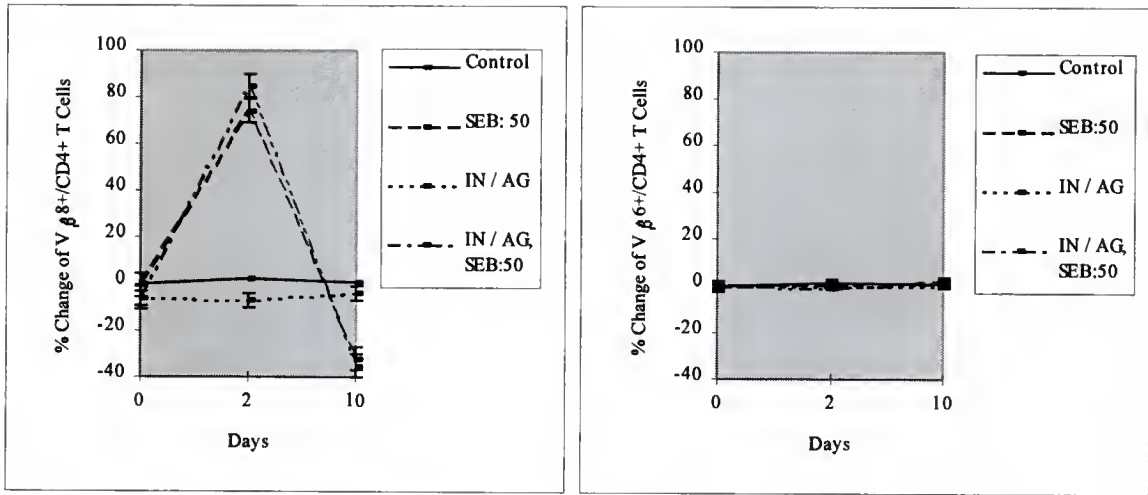 % Change of V β8+/CD4+ T Cells
100
80
60
40
20
0
-20
-40
0
2
10
Days
Control
SEB: 50
IN / AG
IN / AG,
SEB:50
% Change of V β6+/CD4+ T Cells
100
80
60
40
20
0
-20
-40
0
2
10
Days
Control
SEB:50
IN / AG
IN / AG,
SEB:50